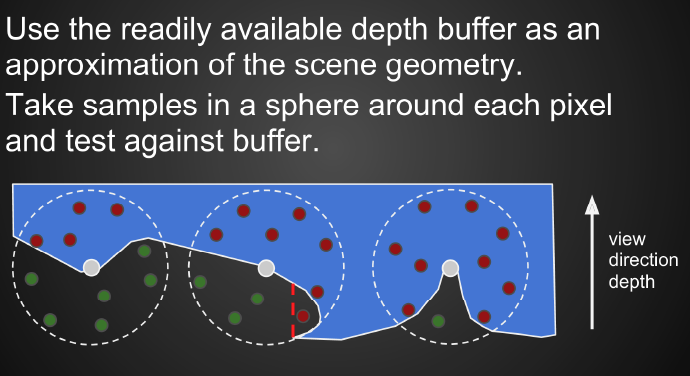 Use the readily available depth buffer as an
approximation of the scene geometry.
Take samples in a sphere around each pixel
and test against buffer.
view
direction
depth